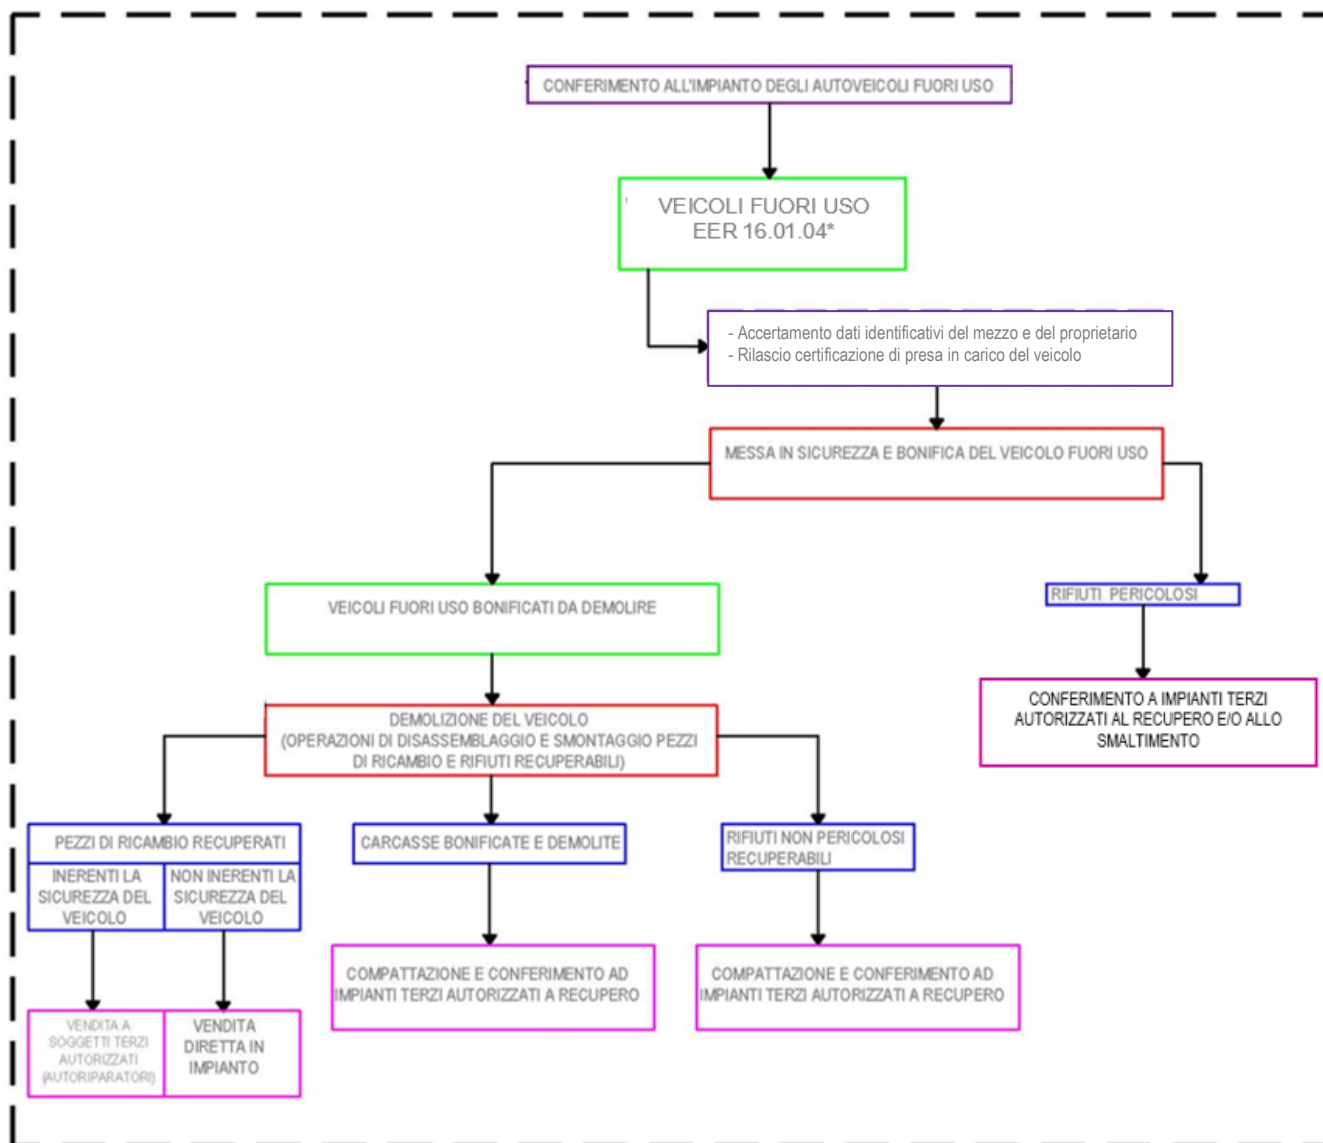 CONFERIMENTO ALL'IMPIANTO DEGLI AUTOVEICOLI FUORI USO
VEICOLI FUORI USO
EER 16.01.04*
- Accertamento dati identificativi del mezzo e del proprietario
- Rilascio certificazione di presa in carico del veicolo
MESSA IN SICUREZZA E BONIFICA DEL VEICOLO FUORI USO
VEICOLI FUORI USO BONIFICATI DA DEMOLIRE
RIFIUTI PERICOLOSI
CONFERIMENTO A IMPIANTI TERZI
AUTORIZZATI AL RECUPERO E/O ALLO
SMALTIMENTO
DEMOLIZIONE DEL VEICOLO
(OPERAZIONI DI DISASSEMBLAGGIO E SMONTAGGIO PEZZI
DI RICAMBIO E RIFIUTI RECUPERABILI)
PEZZI DI RICAMBIO RECUPERATI
INERENTI LA
SICUREZZA DEL
VEICOLO
NON INERENTI LA
SICUREZZA DEL
VEICOLO
CARCASSE BONIFICATE E DEMOLITE
RIFIUTI NON PERICOLOSI
RECUPERABILI
VENDITA A
SOGGETTI TERZI
AUTORIZZATI
(AUTORIPARATORI)
VENDITA
DIRETTA IN
IMPIANTO
COMPATTAZIONE E CONFERIMENTO AD
IMPIANTI TERZI AUTORIZZATI A RECUPERO
COMPATTAZIONE E CONFERIMENTO AD
IMPIANTI TERZI AUTORIZZATI A RECUPERO